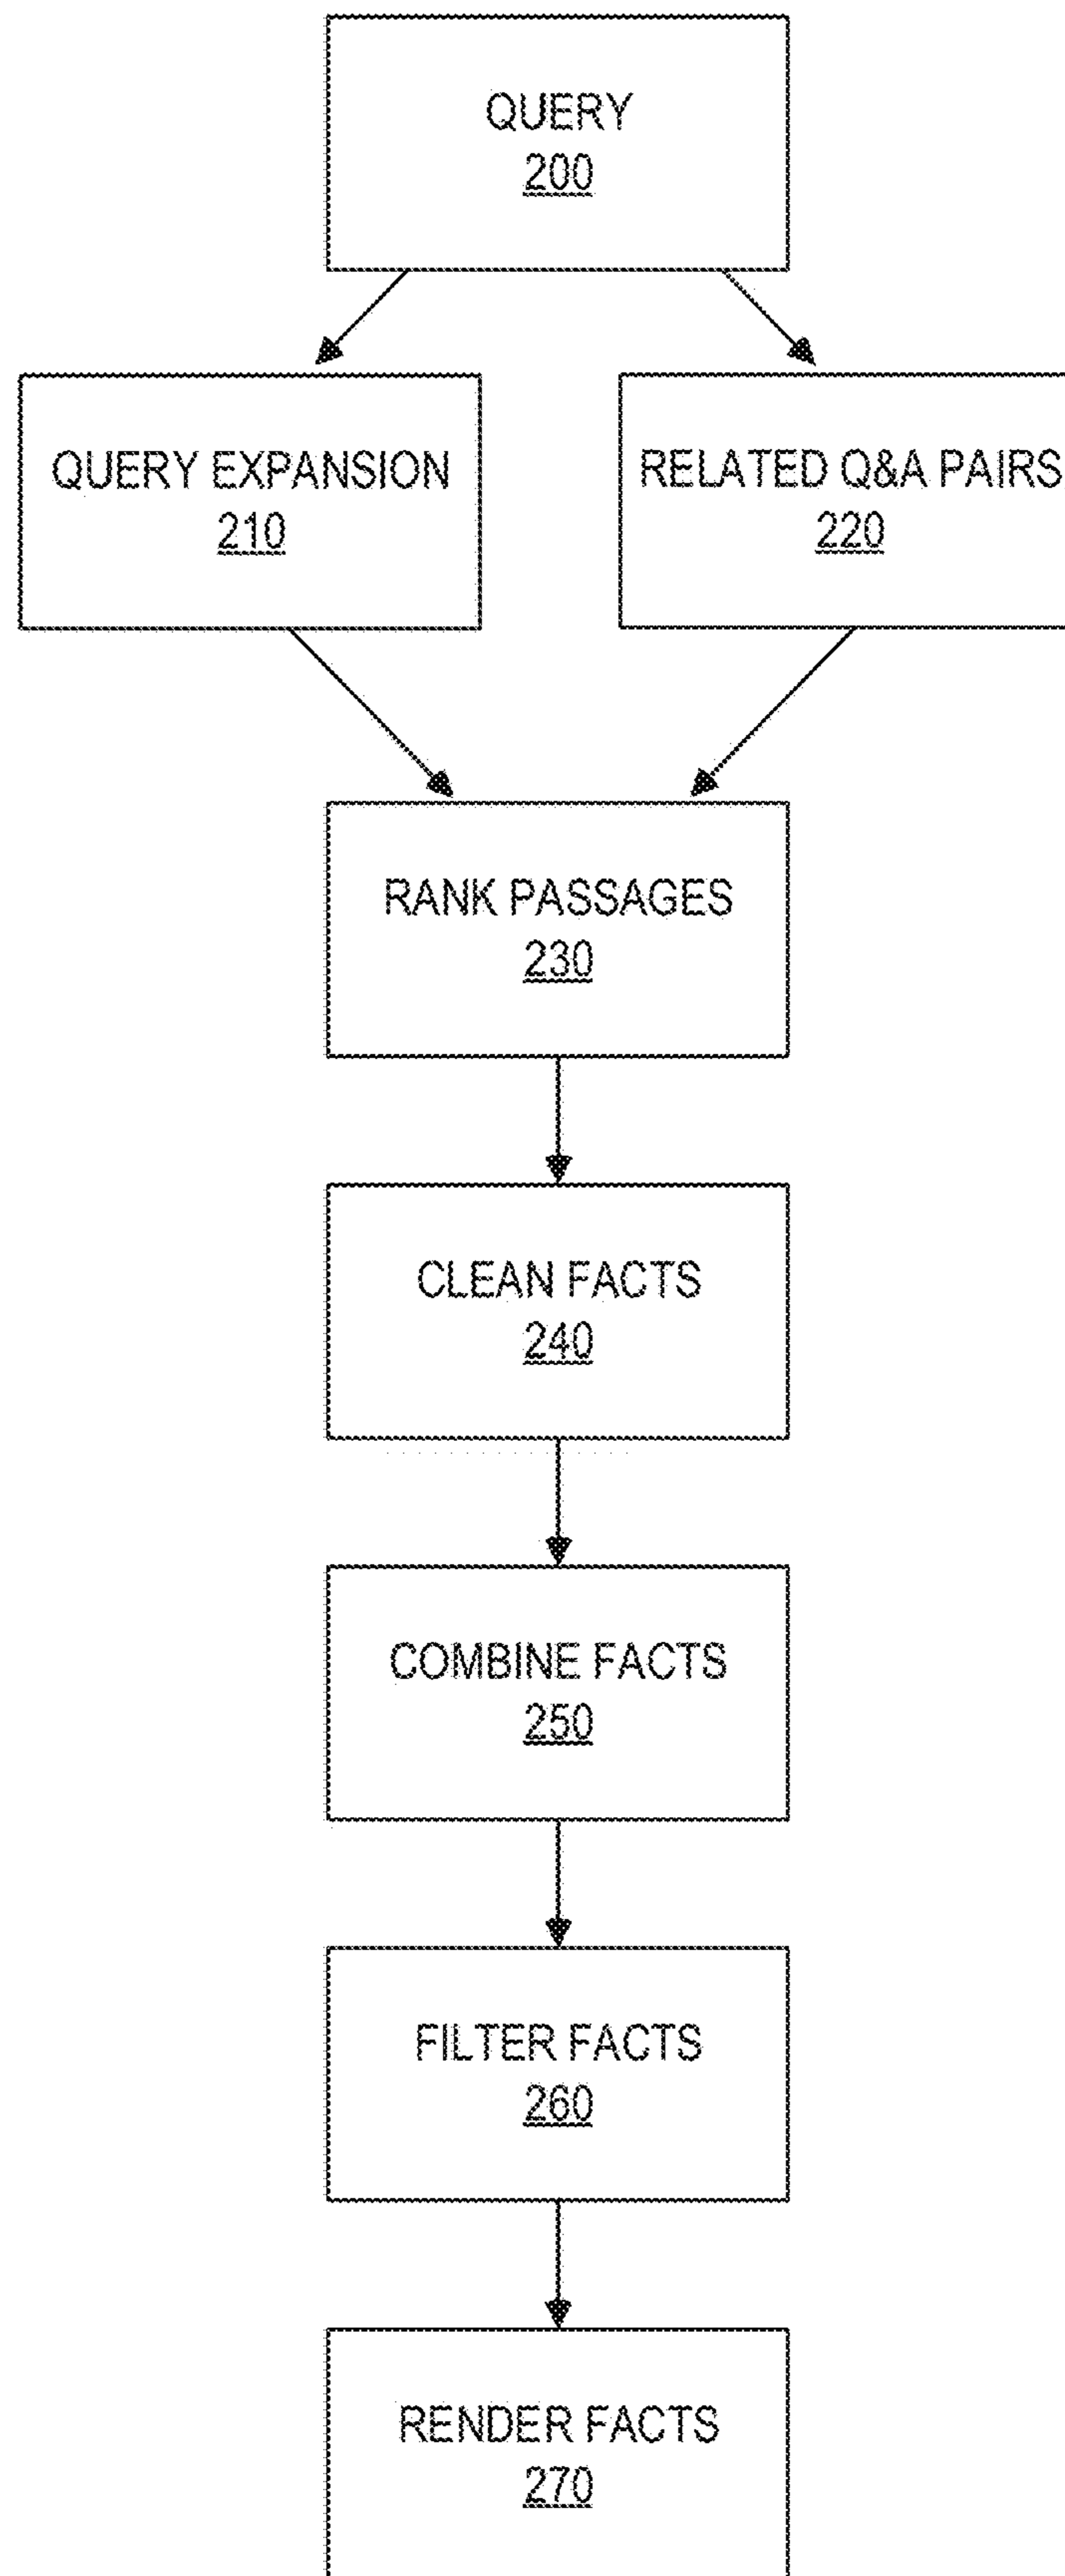 QUERY
200
QUERY EXPANSION
210
RELATED Q&A PAIRS
220
RANK PASSAGES
230
CLEAN FACTS
240
COMBINE FACTS
250
FILTER FACTS
260
RENDER FACTS
270